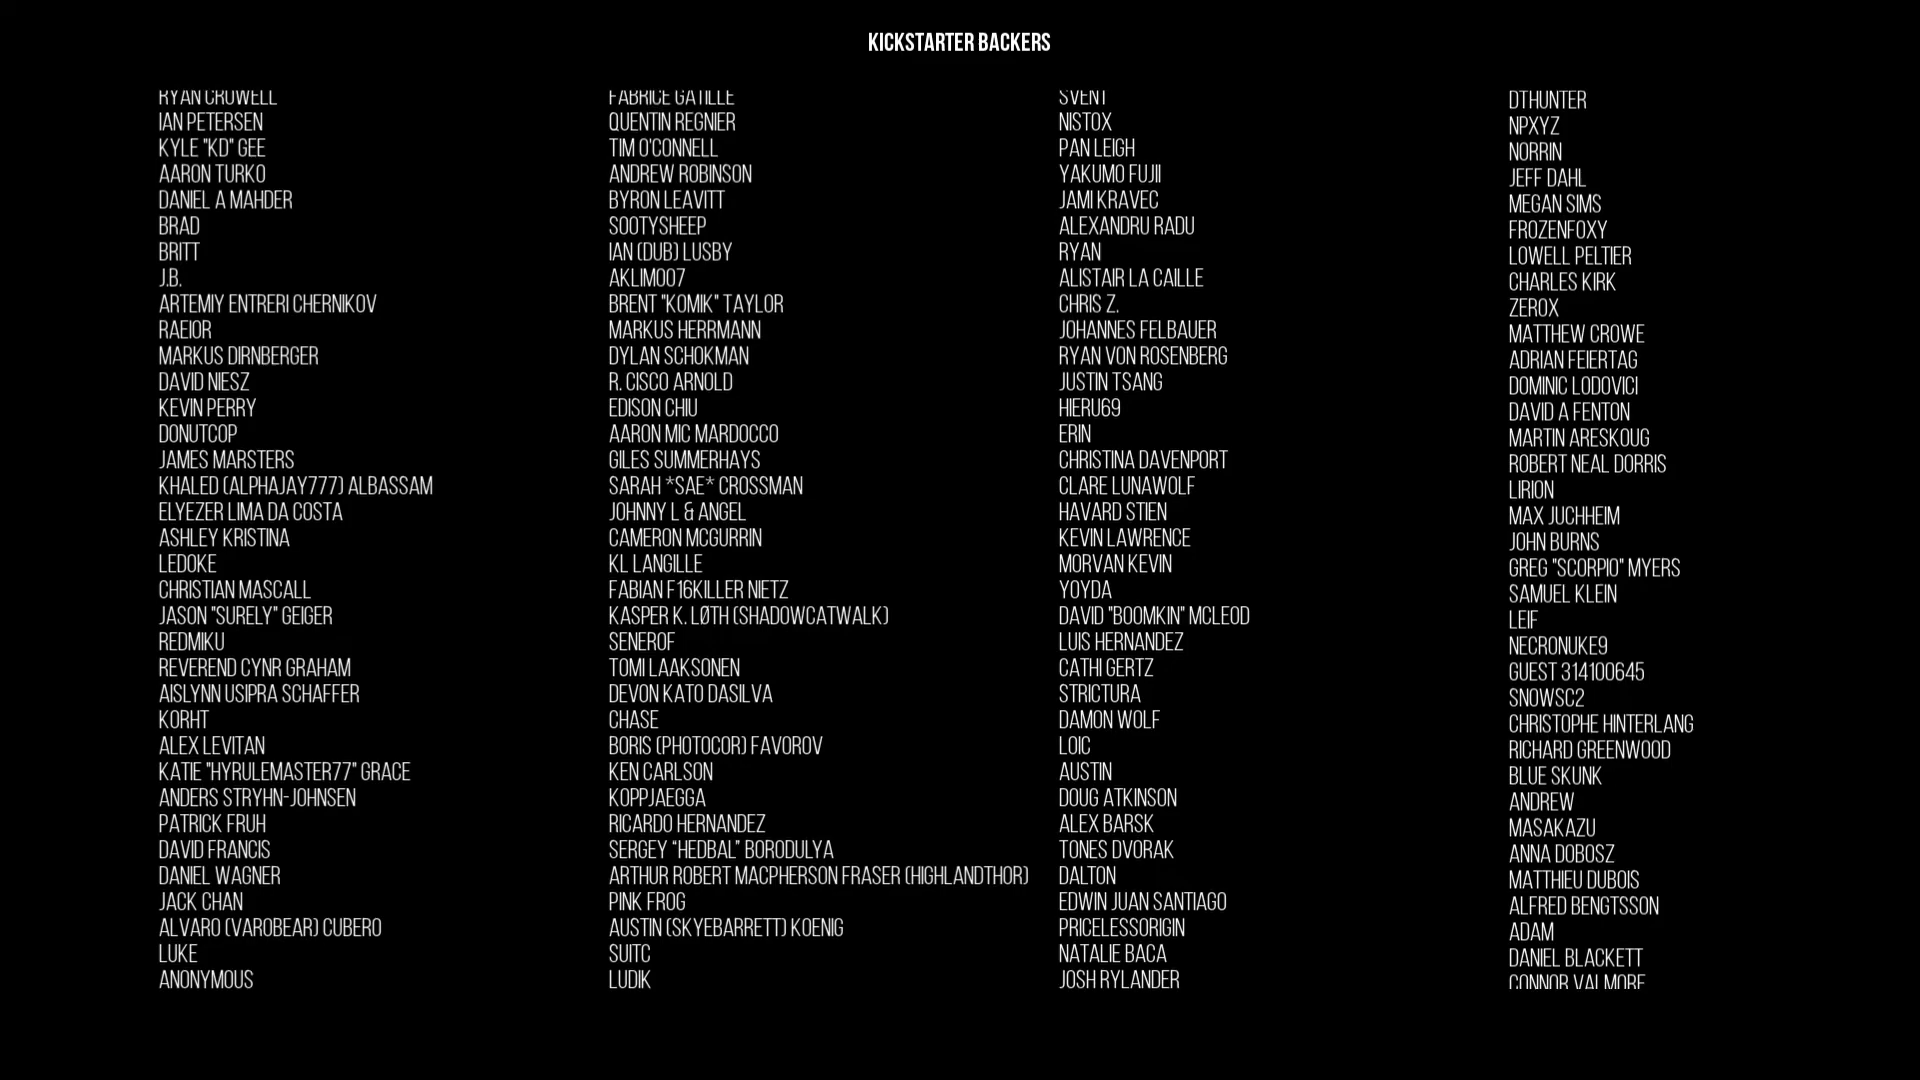 KICKSTARTER BACKERS
RYAN CROWELL
IAN PETERSEN
KYLE "KD" GEE
AARON TURKO
DANIEL A MAHDER
BRAD
BRITT
J.B.
ARTEMIY ENTRERI CHERNIKOV
RAEIOR
MARKUS DIRNBERGER
DAVID NIESZ
KEVIN PERRY
DONUTCOP
JAMES MARSTERS
KHALED (ALPHAJAY777) ALBASSAM
ELYEZER LIMA DA COSTA
ASHLEY KRISTINA
LEDOKE
CHRISTIAN MASCALL
JASON "SURELY" GEIGER
REDMIKU
REVEREND CYNR GRAHAM
AISLYNN USIPRA SCHAFFER
KORHT
ALEX LEVITAN
KATIE "HYRULEMASTER77" GRACE
ANDERS STRYHN-JOHNSEN
PATRICK FRUH
DAVID FRANCIS
DANIEL WAGNER
JACK CHAN
ALVARO (VAROBEAR) CUBERO
LUKE
ANONYMOUS
FABRICE GATILLE
QUENTIN REGNIER
TIM O'CONNELL
ANDREW ROBINSON
BYRON LEAVITT
SOOTYSHEEP
IAN (DUB) LUSBY
AKLIMO07
BRENT "KOMIK" TAYLOR
MARKUS HERRMANN
DYLAN SCHOKMAN
R. CISCO ARNOLD
EDISON CHIU
AARON MIC MARDOCCO
GILES SUMMERHAYS
SARAH *SAE* CROSSMAN
JOHNNY L & ANGEL
CAMERON MCGURRIN
KL LANGILLE
FABIAN F16KILLER NIETZ
KASPER K. LØTH (SHADOWCATWALK)
SENEROF
TOMI LAAKSONEN
DEVON KATO DASILVA
CHASE
BORIS (PHOTOCOR) FAVOROV
KEN CARLSON
KOPPJAEGGA
RICARDO HERNANDEZ
SERGEY “HEDBAL” BORODULYA
ARTHUR ROBERT MACPHERSON FRASER (HIGHLANDTHOR)
PINK FROG
AUSTIN (SKYEBARRETT) KOENIG
SUITC
LUDIK
SVENT
NISTOX
PAN LEIGH
YAKUMO FUJII
JAMI KRAVEC
ALEXANDRU RADU
RYAN
ALISTAIR LA CAILLE
CHRIS Z.
JOHANNES FELBAUER
RYAN VON ROSENBERG
JUSTIN TSANG
HIERU69
ERIN
CHRISTINA DAVENPORT
CLARE LUNAWOLF
HAVARD STIEN
KEVIN LAWRENCE
MORVAN KEVIN
YOYDA
DAVID "BOOMKIN" MCLEOD
LUIS HERNANDEZ
CATHI GERTZ
STRICTURA
DAMON WOLF
LOIC
AUSTIN
DOUG ATKINSON
ALEX BARSK
TONES DVORAK
DALTON
EDWIN JUAN SANTIAGO
PRICELESSORIGIN
NATALIE BACA
JOSH RYLANDER
DTHUNTER
NPXYZ
NORRIN
JEFF DAHL
MEGAN SIMS
FROZENFOXY
LOWELL PELTIER
CHARLES KIRK
ZEROX
MATTHEW CROWE
ADRIAN FEIERTAG
DOMINIC LODOVICI
DAVID A FENTON
MARTIN ARESKOUG
ROBERT NEAL DORRIS
LIRION
MAX JUCHHEIM
JOHN BURNS
GREG "SCORPIO" MYERS
SAMUEL KLEIN
LEIF
NECRONUKE9
GUEST 314100645
SNOWSC2
CHRISTOPHE HINTERLANG
RICHARD GREENWOOD
BLUE SKUNK
ANDREW
MASAKAZU
ANNA DOBOSZ
MATTHIEU DUBOIS
ALFRED BENGTSSON
ADAM
DANIEL BLACKETT
CONNOR VALMORE